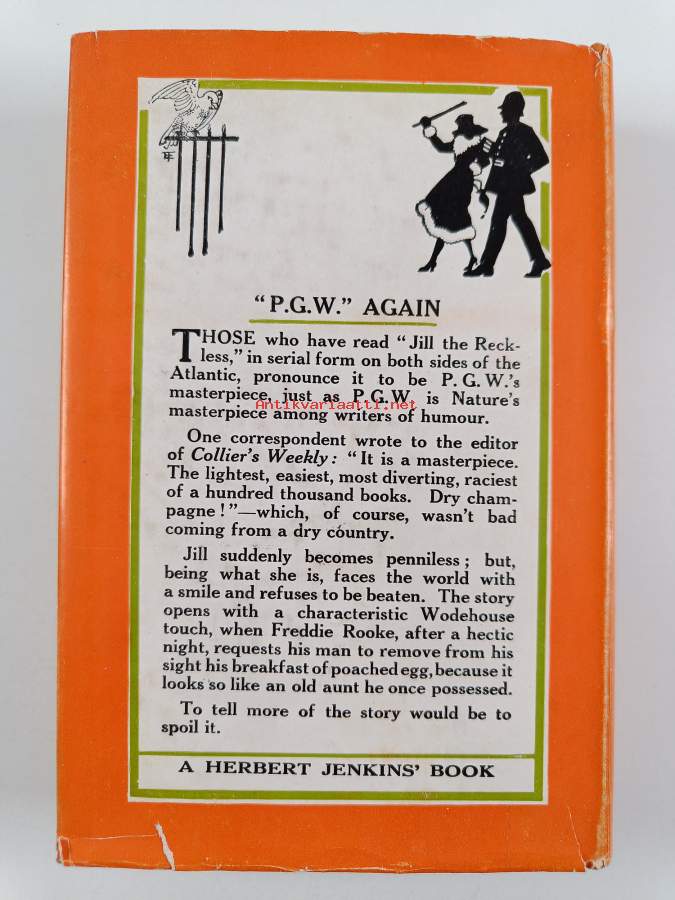 "P.G.W." AGAIN
THOSE who have read "Jill the Reck-
less," in serial form on both sides of the
Atlantic, pronounce it to be P. G. W.'s
masterpiece, just as P.G.W. is Nature's
Antikvariaatti.net
masterpiece among writers of humour.
One correspondent wrote to the editor
of Collier's Weekly: "It is a masterpiece.
The lightest, easiest, most diverting, raciest
of a hundred thousand books. Dry cham-
pagne!"—which, of course, wasn't bad
coming from a dry country.
Jill suddenly becomes penniless; but,
being what she is, faces the world with
a smile and refuses to be beaten. The story
opens with a characteristic Wodehouse
touch, when Freddie Rooke, after a hectic
night, requests his man to remove from his
sight his breakfast of poached egg, because it
looks so like an old aunt he once possessed.
To tell more of the story would be to
spoil it.
A HERBERT JENKINS' BOOK